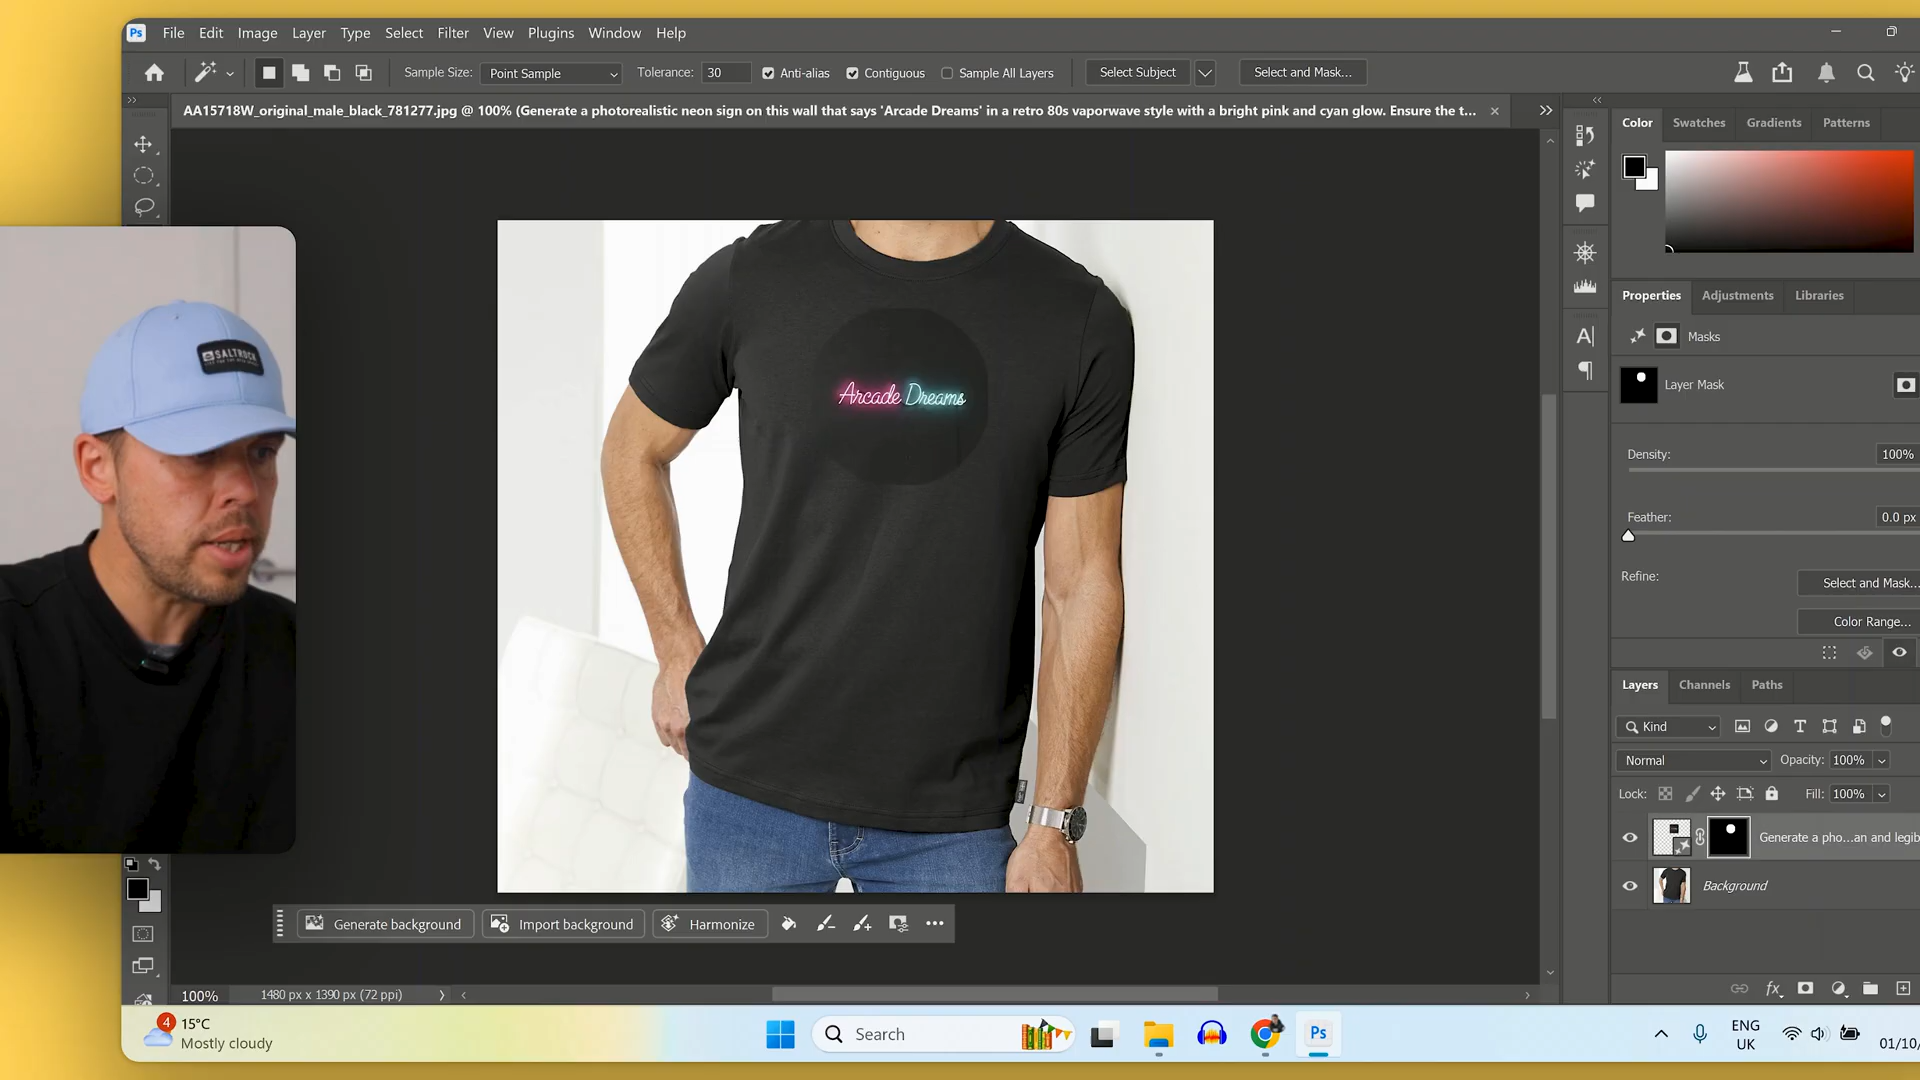 Ps File Edit Image Layer Type Select Filter View Plugins Window Help
Sample Size: Point Sample Tolerance: 30 Anti-alias Contiguous Sample All Layers Select Subject Select and Mask...
AA15718W_original_male_black_781277.jpg @ 100% (Generate a photorealistic neon sign on this wall that says 'Arcade Dreams' in a retro 80s vaporwave style with a bright pink and cyan glow. Ensure the t...
Color Swatches Gradients Patterns
Properties Adjustments Libraries
Masks
Layer Mask
Density: 100%
Feather: 0.0 px
Refine: Select and Mask...
Color Range...
Layers Channels Paths
Kind
Normal Opacity: 100%
Lock: Fill: 100%
Generate a pho...an and legib
Background
SALTROCK
Arcade Dreams
Generate background Import background Harmonize
100% 1480 px x 1390 px (72 ppi)
4 15°C
Mostly cloudy
Search
Ps
ENG
UK
01/10/